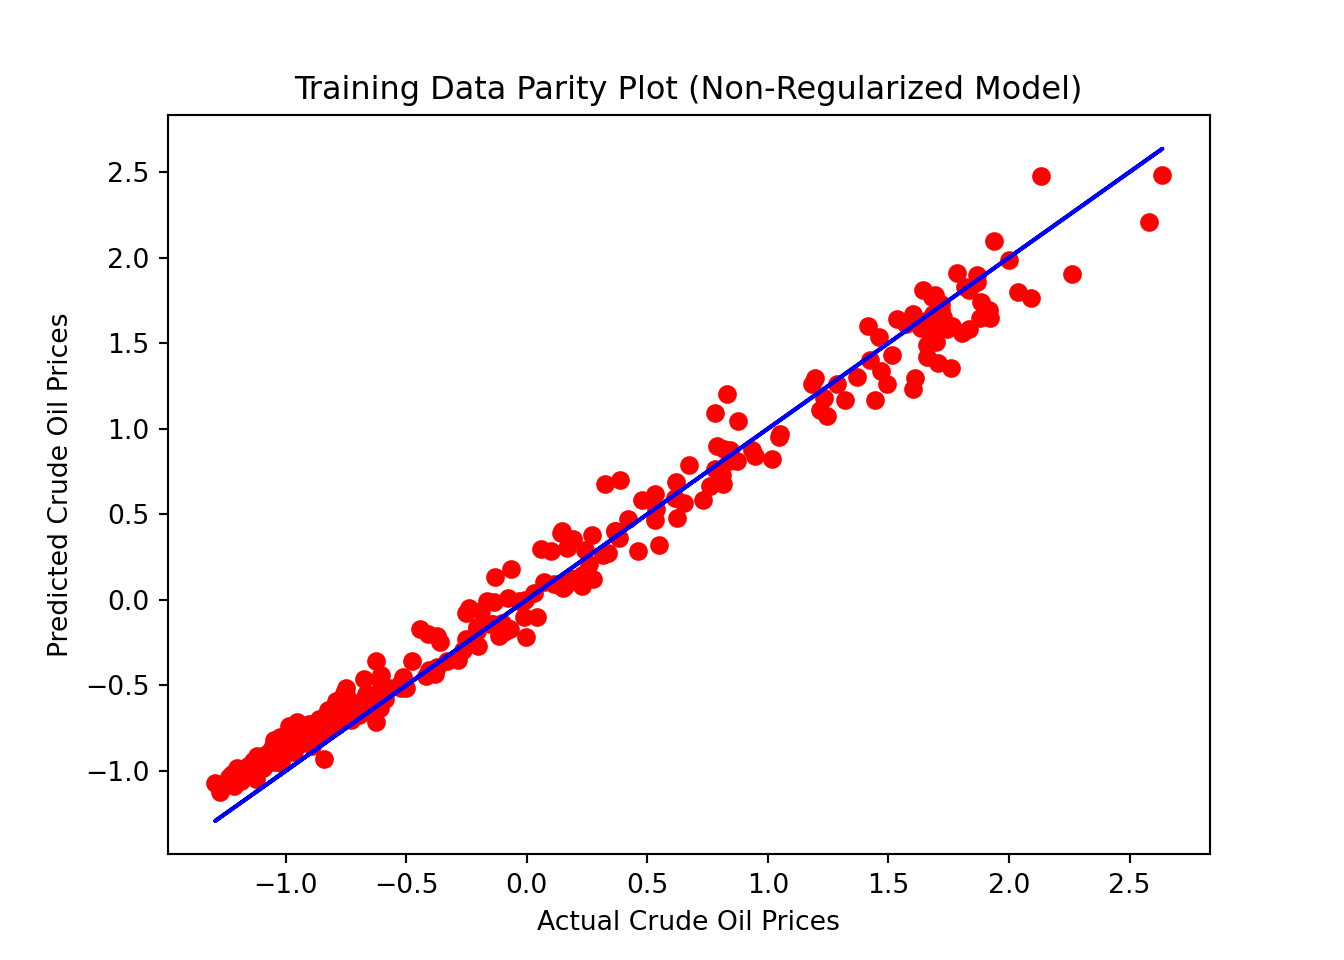 Training Data Parity Plot (Non-Regularized Model)
Predicted Crude Oil Prices
2.5
2.0
1.5
1.0
0.5
0.0
−0.5
−1.0
−1.0 −0.5 0.0 0.5 1.0 1.5 2.0 2.5
Actual Crude Oil Prices